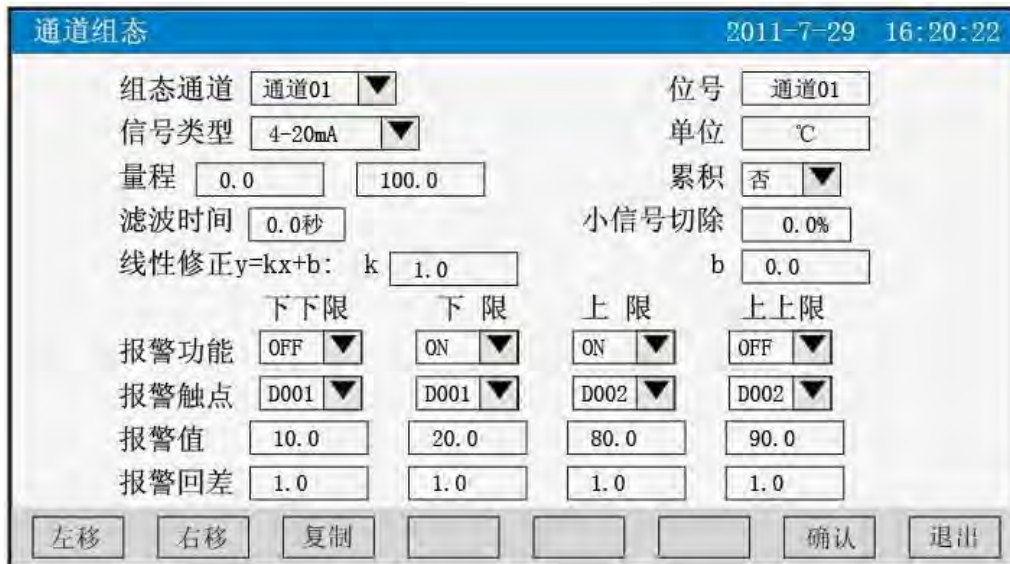 通道组态 2011-7-29 16:20:22
组态通道 通道01 位号 通道01
信号类型 4-20mA 单位 ℃
量程 0.0 100.0 累积 否
滤波时间 0.0秒 小信号切除 0.0%
线性修正y=kx+b: k 1.0 b 0.0
下下限 下 限 上 限 上上限
报警功能 OFF ON ON OFF
报警触点 D001 D001 D002 D002
报警值 10.0 20.0 80.0 90.0
报警回差 1.0 1.0 1.0 1.0
左移 右移 复制 确认 退出